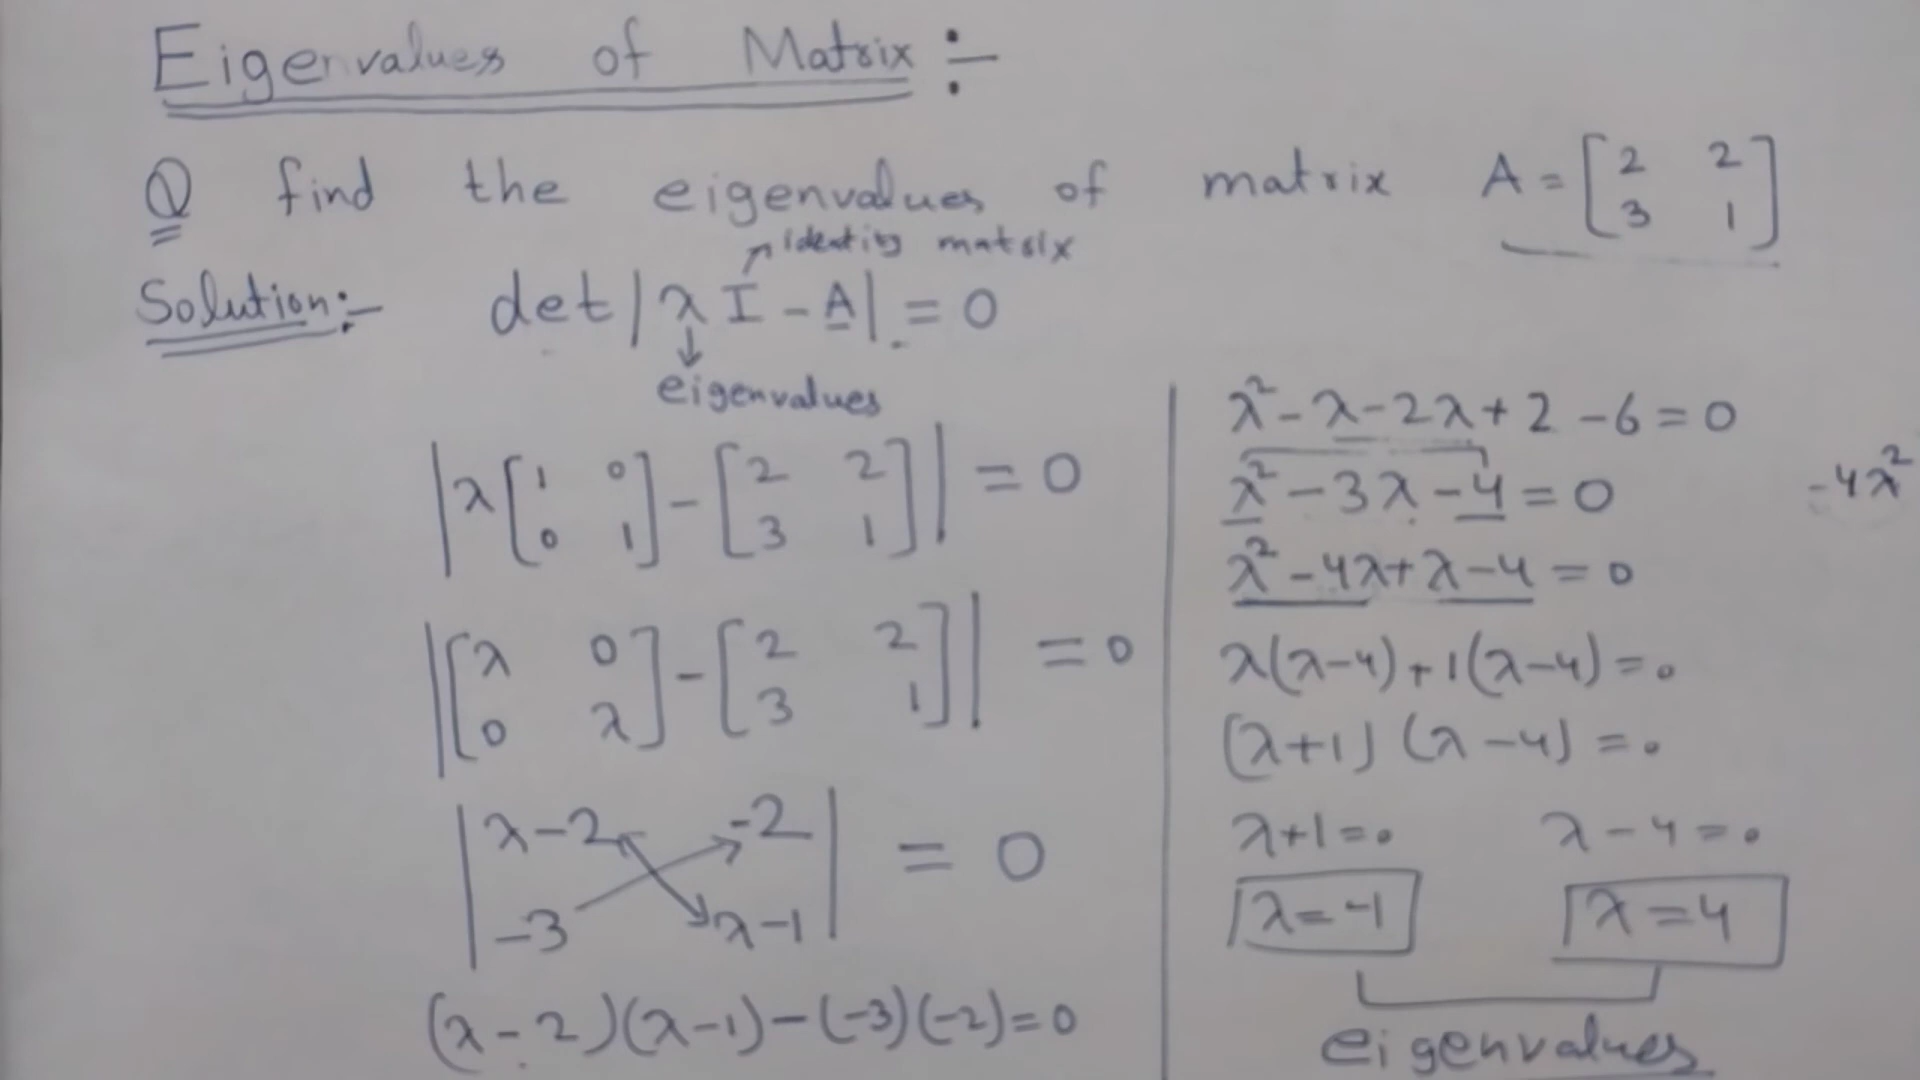 Eigenvalues of Matrix :-
Q find the eigenvalues of matrix A = [2 2; 3 1]
identity matrix
Solution:- det|λI - A| = 0
eigenvalues
|λ[1 0; 0 1] - [2 2; 3 1]| = 0
|[λ 0; 0 λ] - [2 2; 3 1]| = 0
|λ-2 -2; -3 λ-1| = 0
(λ-2)(λ-1)-(-3)(-2)=0
λ²-λ-2λ+2-6=0
λ²-3λ-4=0
-4λ²
λ²-4λ+λ-4=0
λ(λ-4)+1(λ-4)=0
(λ+1)(λ-4)=0
λ+1=0 λ-4=0
λ=-1 λ=4
eigenvalues